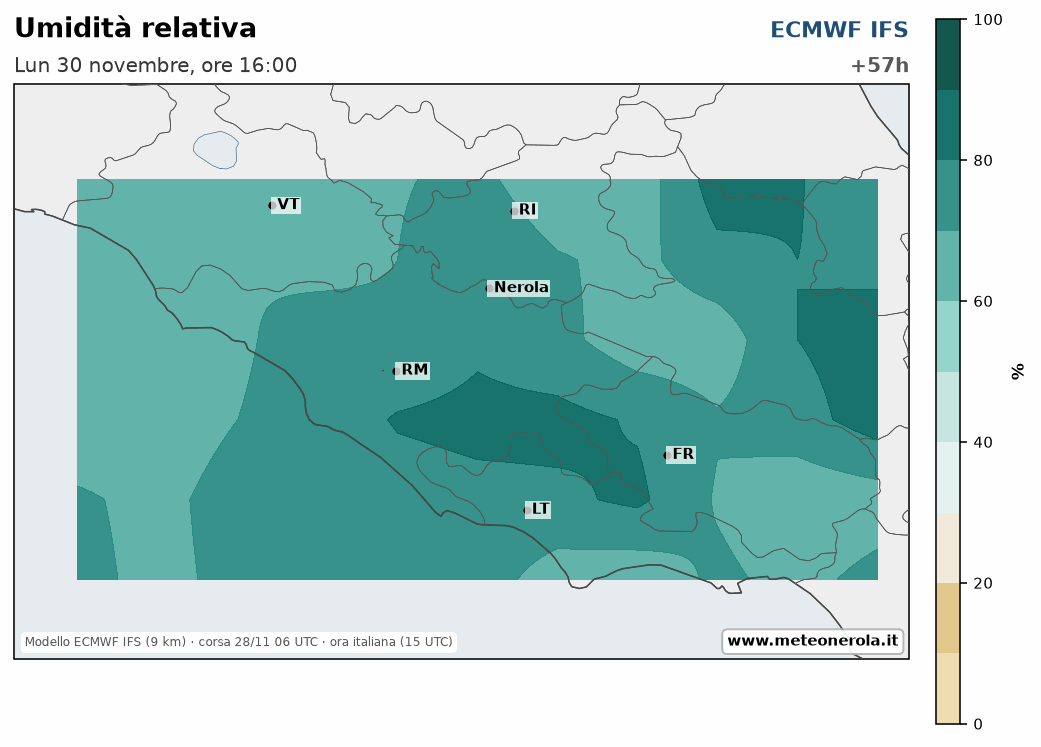 Umidità relativa
ECMWF IFS
Lun 30 novembre, ore 16:00
+57h
100
80
60
40
20
0
%
VT
RI
Nerola
RM
FR
LT
Modello ECMWF IFS (9 km) · corsa 28/11 06 UTC · ora italiana (15 UTC)
www.meteonerola.it